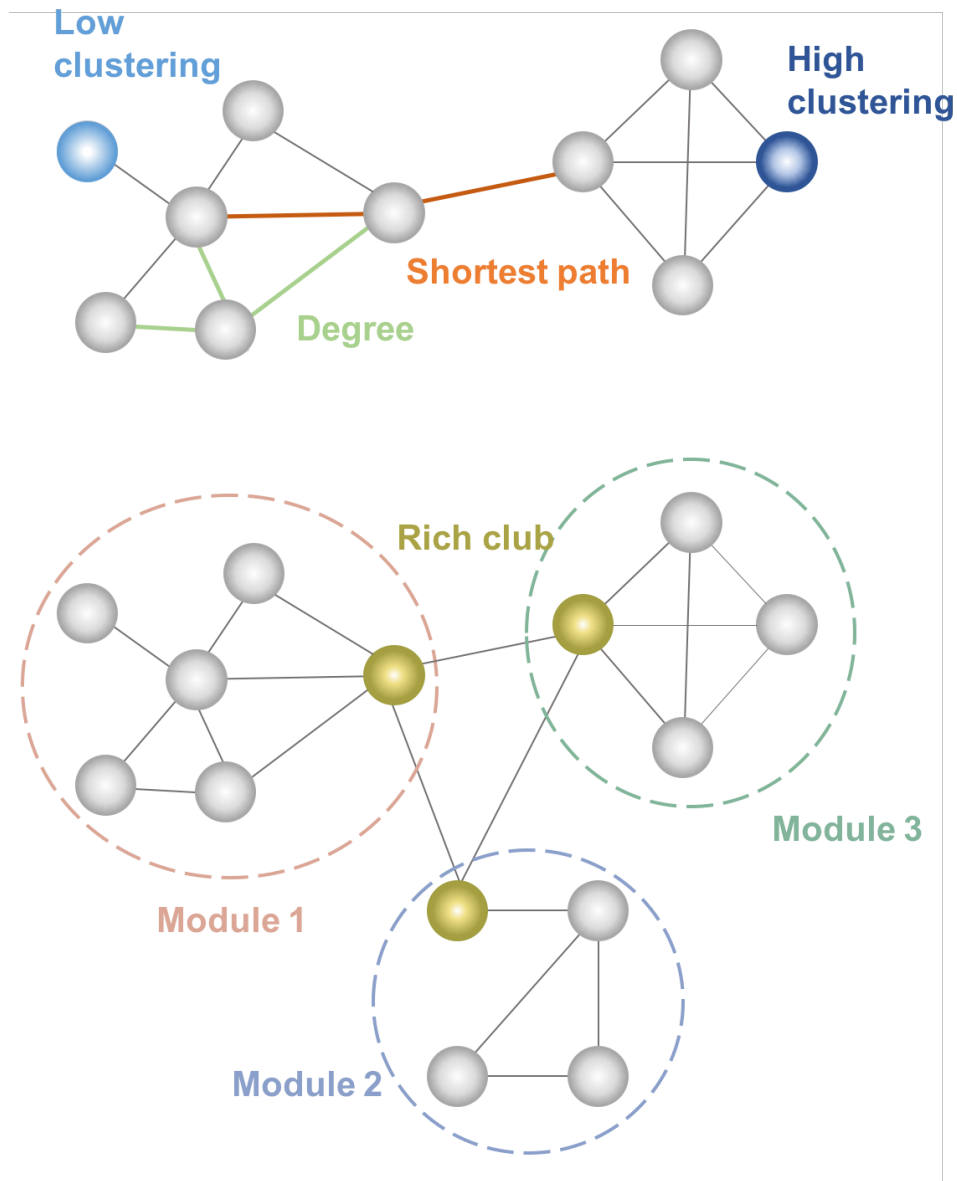 Low
clustering
High
clustering
Shortest path
Degree
Rich club
Module 3
Module 1
Module 2